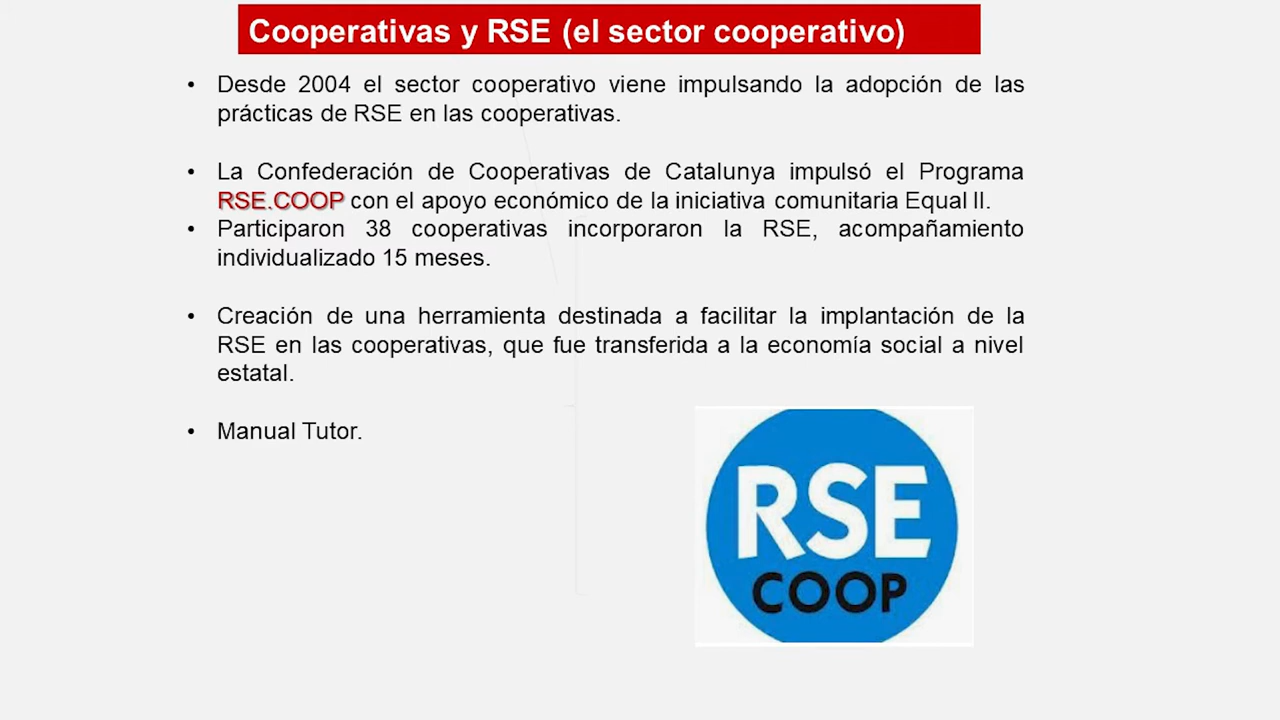 Cooperativas y RSE (el sector cooperativo)
• Desde 2004 el sector cooperativo viene impulsando la adopción de las
prácticas de RSE en las cooperativas.
• La Confederación de Cooperativas de Catalunya impulsó el Programa
RSE.COOP con el apoyo económico de la iniciativa comunitaria Equal II.
• Participaron 38 cooperativas incorporaron la RSE, acompañamiento
individualizado 15 meses.
• Creación de una herramienta destinada a facilitar la implantación de la
RSE en las cooperativas, que fue transferida a la economía social a nivel
estatal.
• Manual Tutor.
RSE
COOP